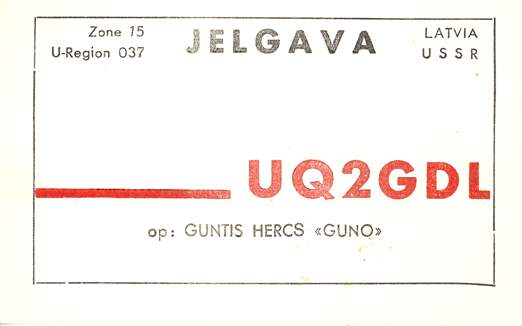 Zone 15
U-Region 037
JELGAVA
LATVIA
USSR
UQ2GDL
op: GUNTIS HERCS «GUNO»